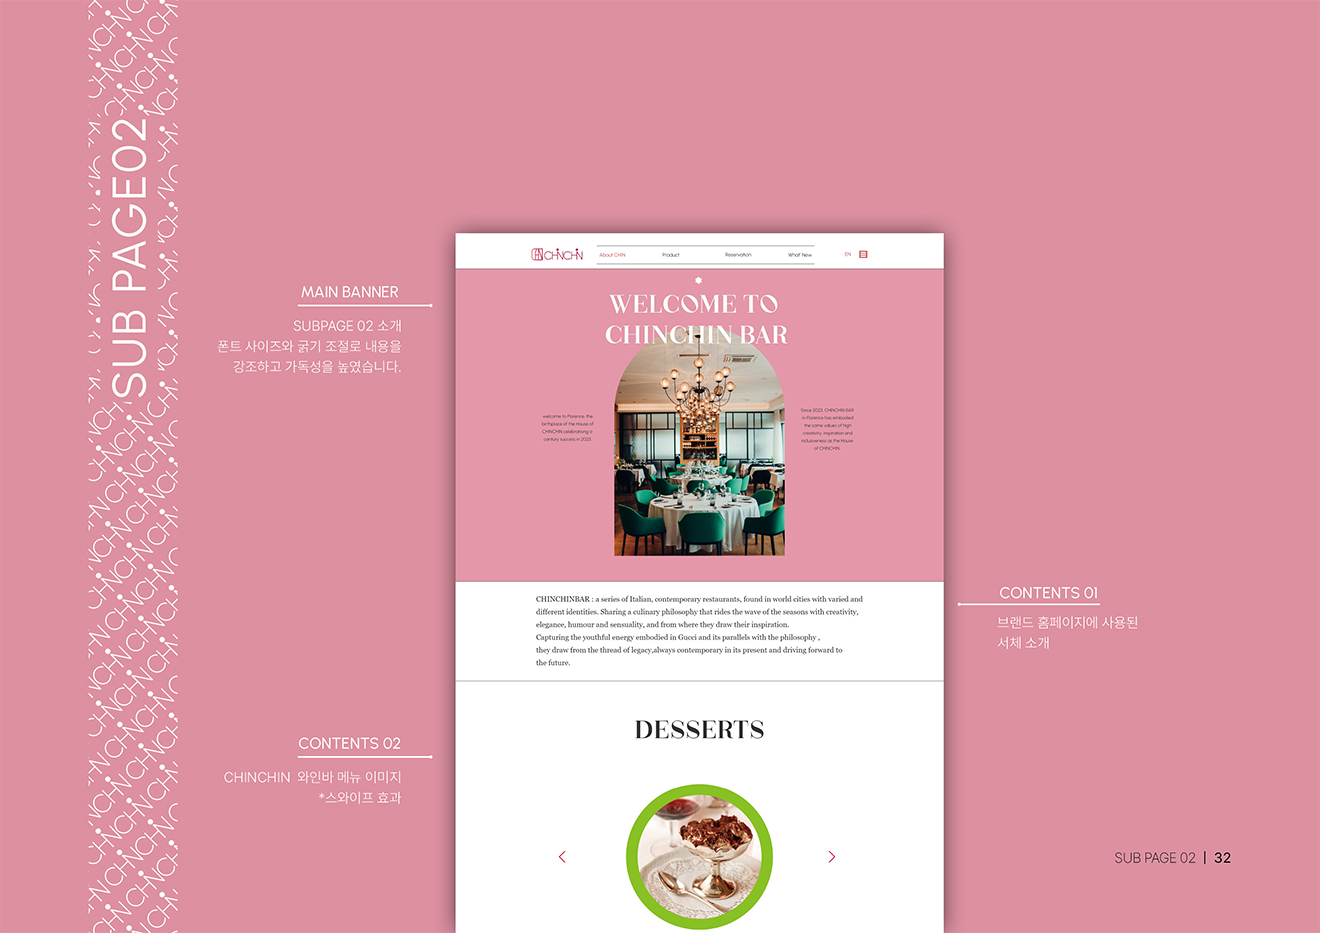 SUB PAGE02
MAIN BANNER
SUBPAGE 02 소개
폰트 사이즈와 굵기 조절로 내용을
강조하고 가독성을 높였습니다.
CHINCHIN
About CHIN
Product
Reservation
What' New
EN
WELCOME TO
CHINCHIN BAR
welcome to Florence, the
birthplace of the House of
CHINCHIN,celebrating a
century success in 2023.
Since 2023, CHINCHIN BAR
in Florence has embodied
the same values of high
creativity, inspiration and
inclusiveness as the House
of CHINCHIN.
CHINCHINBAR : a series of Italian, contemporary restaurants, found in world cities with varied and
different identities. Sharing a culinary philosophy that rides the wave of the seasons with creativity,
elegance, humour and sensuality, and from where they draw their inspiration.
Capturing the youthful energy embodied in Gucci and its parallels with the philosophy ,
they draw from the thread of legacy,always contemporary in its present and driving forward to
the future.
CONTENTS 01
브랜드 홈페이지에 사용된
서체 소개
DESSERTS
CONTENTS 02
CHINCHIN 와인바 메뉴 이미지
*스와이프 효과
SUB PAGE 02 | 32